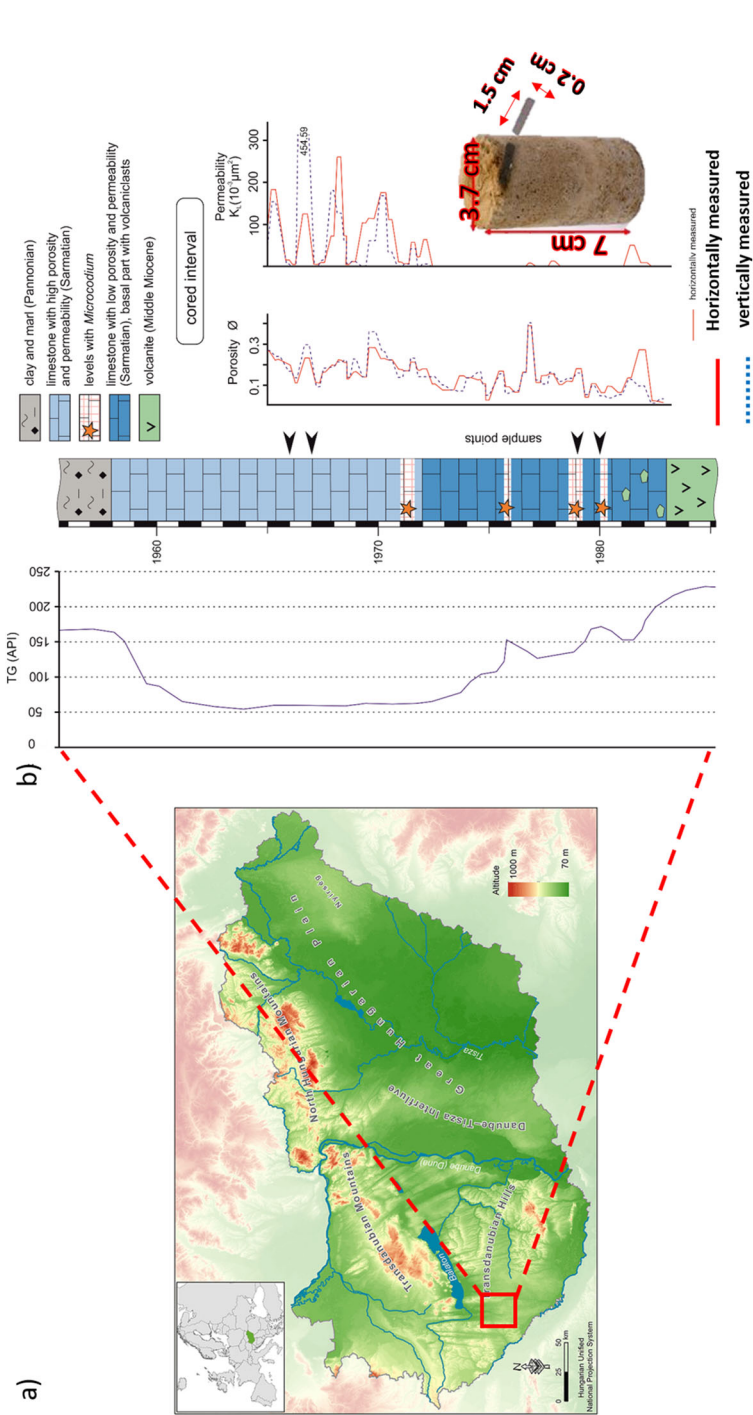 a)
Hungarian Unified
National Projection System
0 25 50
km
N
Transdanubian Mountains
Balaton
ansdanubian Hills
Danube (Duna)
North Hungarian Mountains
Danube–Tisza Interfluve
Great Hungarian Plain
Tisza
Nyírség
Altitude
1000 m
70 m
b)
TG (API)
0
50
100
150
200
250
1960
1970
1980
sample points
clay and marl (Pannonian)
limestone with high porosity
and permeability (Sarmatian)
levels with Microcodium
limestone with low porosity and permeability
(Sarmatian), basal part with volcaniclasts
volcanite (Middle Miocene)
cored interval
Porosity Ø
0.1
0.3
Permeability
100
200
300
454,59
horizontally measured
Horizontally measured
vertically measured
3.7 cm
7 cm
1.5 cm
0.2 cm